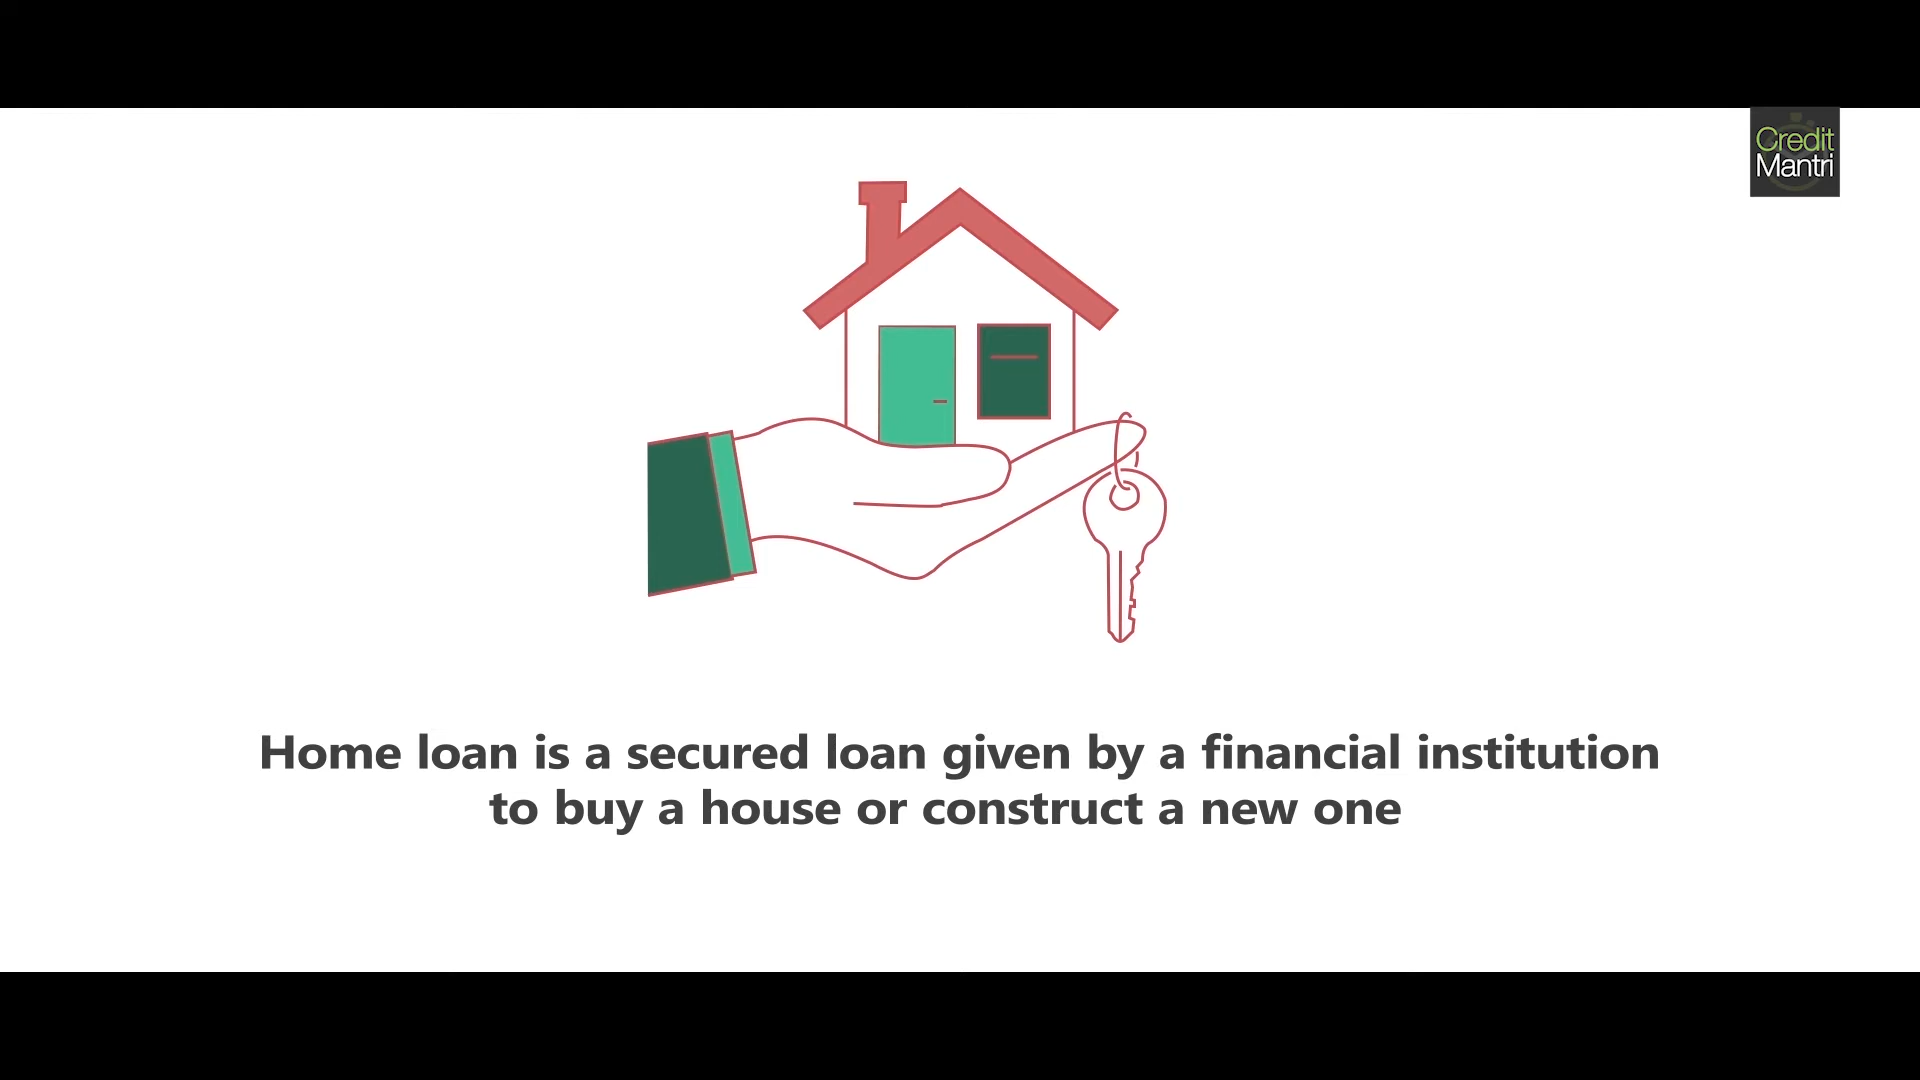 Credit
Mantri
Home loan is a secured loan given by a financial institution
to buy a house or construct a new one